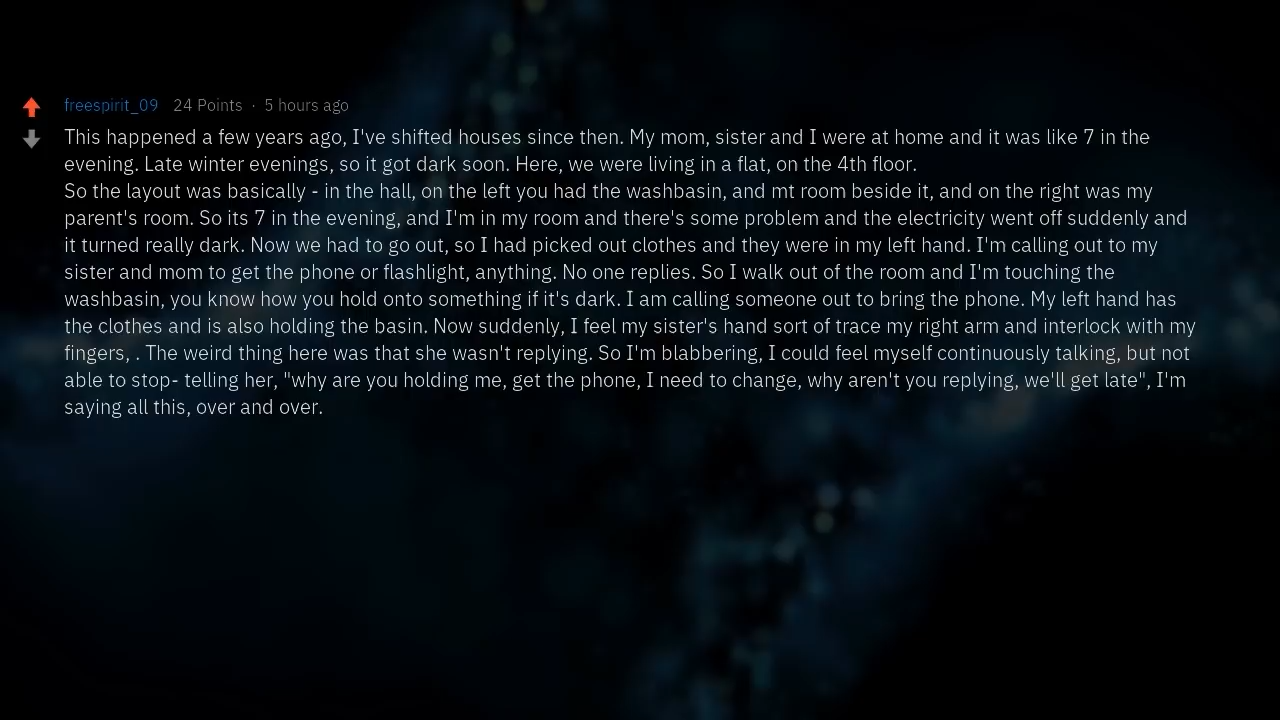 freespirit_09 24 Points · 5 hours ago
This happened a few years ago, I've shifted houses since then. My mom, sister and I were at home and it was like 7 in the
evening. Late winter evenings, so it got dark soon. Here, we were living in a flat, on the 4th floor.
So the layout was basically - in the hall, on the left you had the washbasin, and mt room beside it, and on the right was my
parent's room. So its 7 in the evening, and I'm in my room and there's some problem and the electricity went off suddenly and
it turned really dark. Now we had to go out, so I had picked out clothes and they were in my left hand. I'm calling out to my
sister and mom to get the phone or flashlight, anything. No one replies. So I walk out of the room and I'm touching the
washbasin, you know how you hold onto something if it's dark. I am calling someone out to bring the phone. My left hand has
the clothes and is also holding the basin. Now suddenly, I feel my sister's hand sort of trace my right arm and interlock with my
fingers, . The weird thing here was that she wasn't replying. So I'm blabbering, I could feel myself continuously talking, but not
able to stop- telling her, "why are you holding me, get the phone, I need to change, why aren't you replying, we'll get late", I'm
saying all this, over and over.